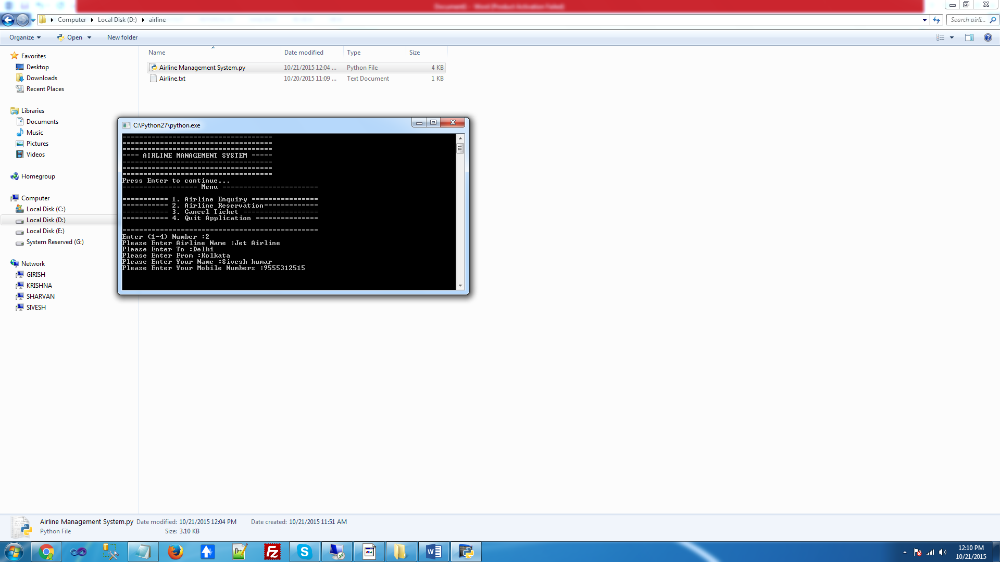 Document1 - Word (Product Activation Failed)
Computer Local Disk (D:) airline
Search airli...
Organize Open New folder
Name Date modified Type Size
Airline Management System.py 10/21/2015 12:04 ... Python File 4 KB
Airline.txt 10/20/2015 11:09 ... Text Document 1 KB
Favorites
Desktop
Downloads
Recent Places
Libraries
Documents
Music
Pictures
Videos
Homegroup
Computer
Local Disk (C:)
Local Disk (D:)
Local Disk (E:)
System Reserved (G:)
Network
GIRISH
KRISHNA
SHARVAN
SIVESH
C:\Python27\python.exe
====================================
====================================
====================================
==== AIRLINE MANAGEMENT SYSTEM =====
====================================
====================================
====================================
Press Enter to continue...
================== Menu =======================
=========== 1. Airline Enquiry ================
=========== 2. Airline Reservation=============
=========== 3. Cancel Ticket ==================
=========== 4. Quit Application ===============
===============================================
Enter (1-4) Number :2
Please Enter Airline Name :Jet Airline
Please Enter To :Delhi
Please Enter From :Kolkata
Please Enter Your Name :Sivesh kumar
Please Enter Your Mobile Numbers :9555312515
Airline Management System.py Date modified: 10/21/2015 12:04 PM Date created: 10/21/2015 11:51 AM
Python File Size: 3.10 KB
12:10 PM
10/21/2015